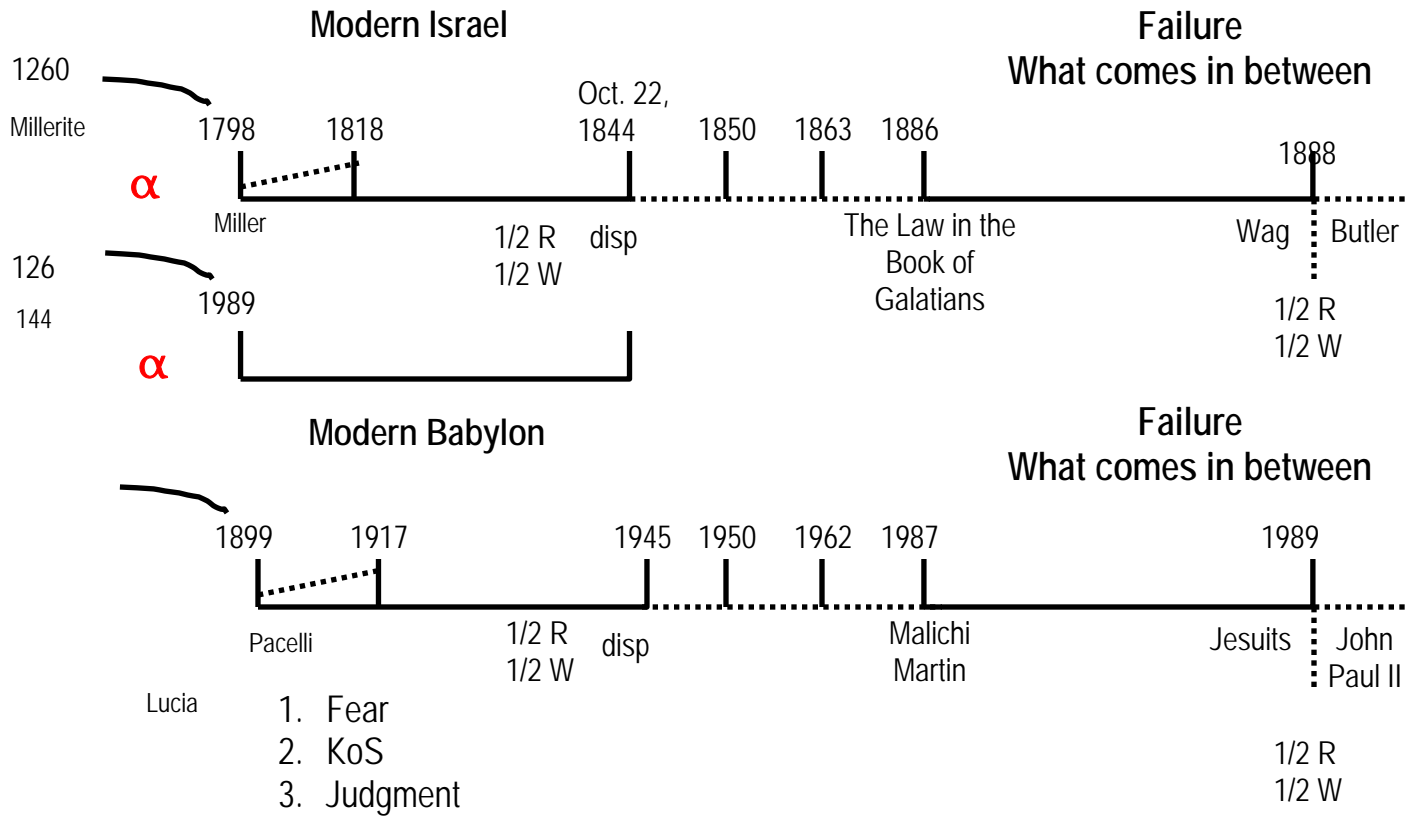 Modern Israel
Failure
What comes in between
1260
Millerite
Oct. 22,
1798 1818 1844 1850 1863 1886 1888
α
Miller
1/2 R
1/2 W
disp
The Law in the
Book of
Galatians
Wag
Butler
1/2 R
1/2 W
126
144
1989
α
Modern Babylon
Failure
What comes in between
1899 1917 1945 1950 1962 1987 1989
Pacelli
1/2 R
1/2 W
disp
Malichi
Martin
Jesuits
John
Paul II
Lucia
1. Fear
2. KoS
3. Judgment
1/2 R
1/2 W